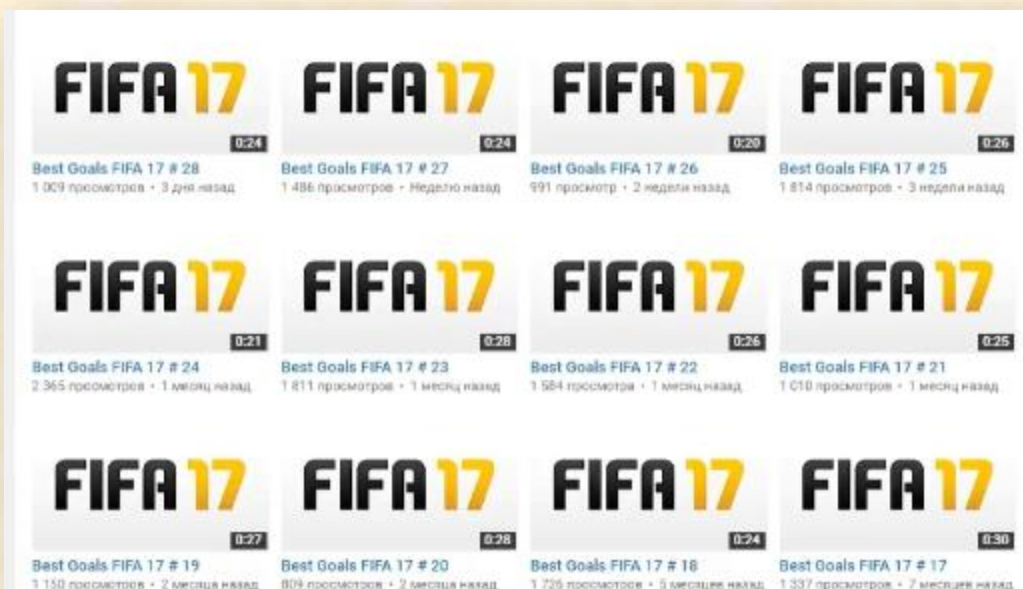 FIFA 17
0:24
Best Goals FIFA 17 # 28
1 009 просмотров • 3 дня назад
FIFA 17
0:24
Best Goals FIFA 17 # 27
1 486 просмотров • Неделю назад
FIFA 17
0:20
Best Goals FIFA 17 # 26
991 просмотр • 2 недели назад
FIFA 17
0:26
Best Goals FIFA 17 # 25
1 814 просмотров • 3 недели назад
FIFA 17
0:21
Best Goals FIFA 17 # 24
2 365 просмотров • 1 месяц назад
FIFA 17
0:28
Best Goals FIFA 17 # 23
1 811 просмотров • 1 месяц назад
FIFA 17
0:26
Best Goals FIFA 17 # 22
1 584 просмотра • 1 месяц назад
FIFA 17
0:25
Best Goals FIFA 17 # 21
1 010 просмотров • 1 месяц назад
FIFA 17
0:27
Best Goals FIFA 17 # 19
1 150 просмотров • 2 месяца назад
FIFA 17
0:28
Best Goals FIFA 17 # 20
809 просмотров • 2 месяца назад
FIFA 17
0:24
Best Goals FIFA 17 # 18
1 726 просмотров • 5 месяцев назад
FIFA 17
0:30
Best Goals FIFA 17 # 17
1 337 просмотров • 7 месяцев назад